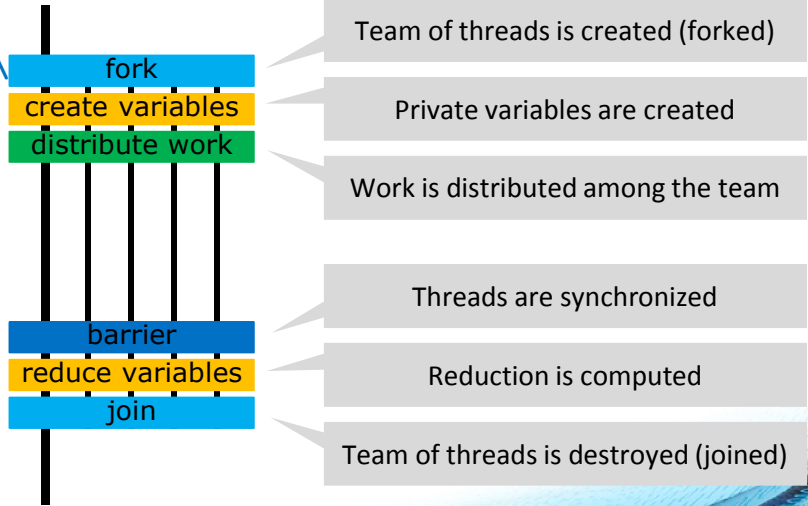 Team of threads is created (forked)
fork
create variables
Private variables are created
distribute work
Work is distributed among the team
Threads are synchronized
barrier
reduce variables
Reduction is computed
join
Team of threads is destroyed (joined)